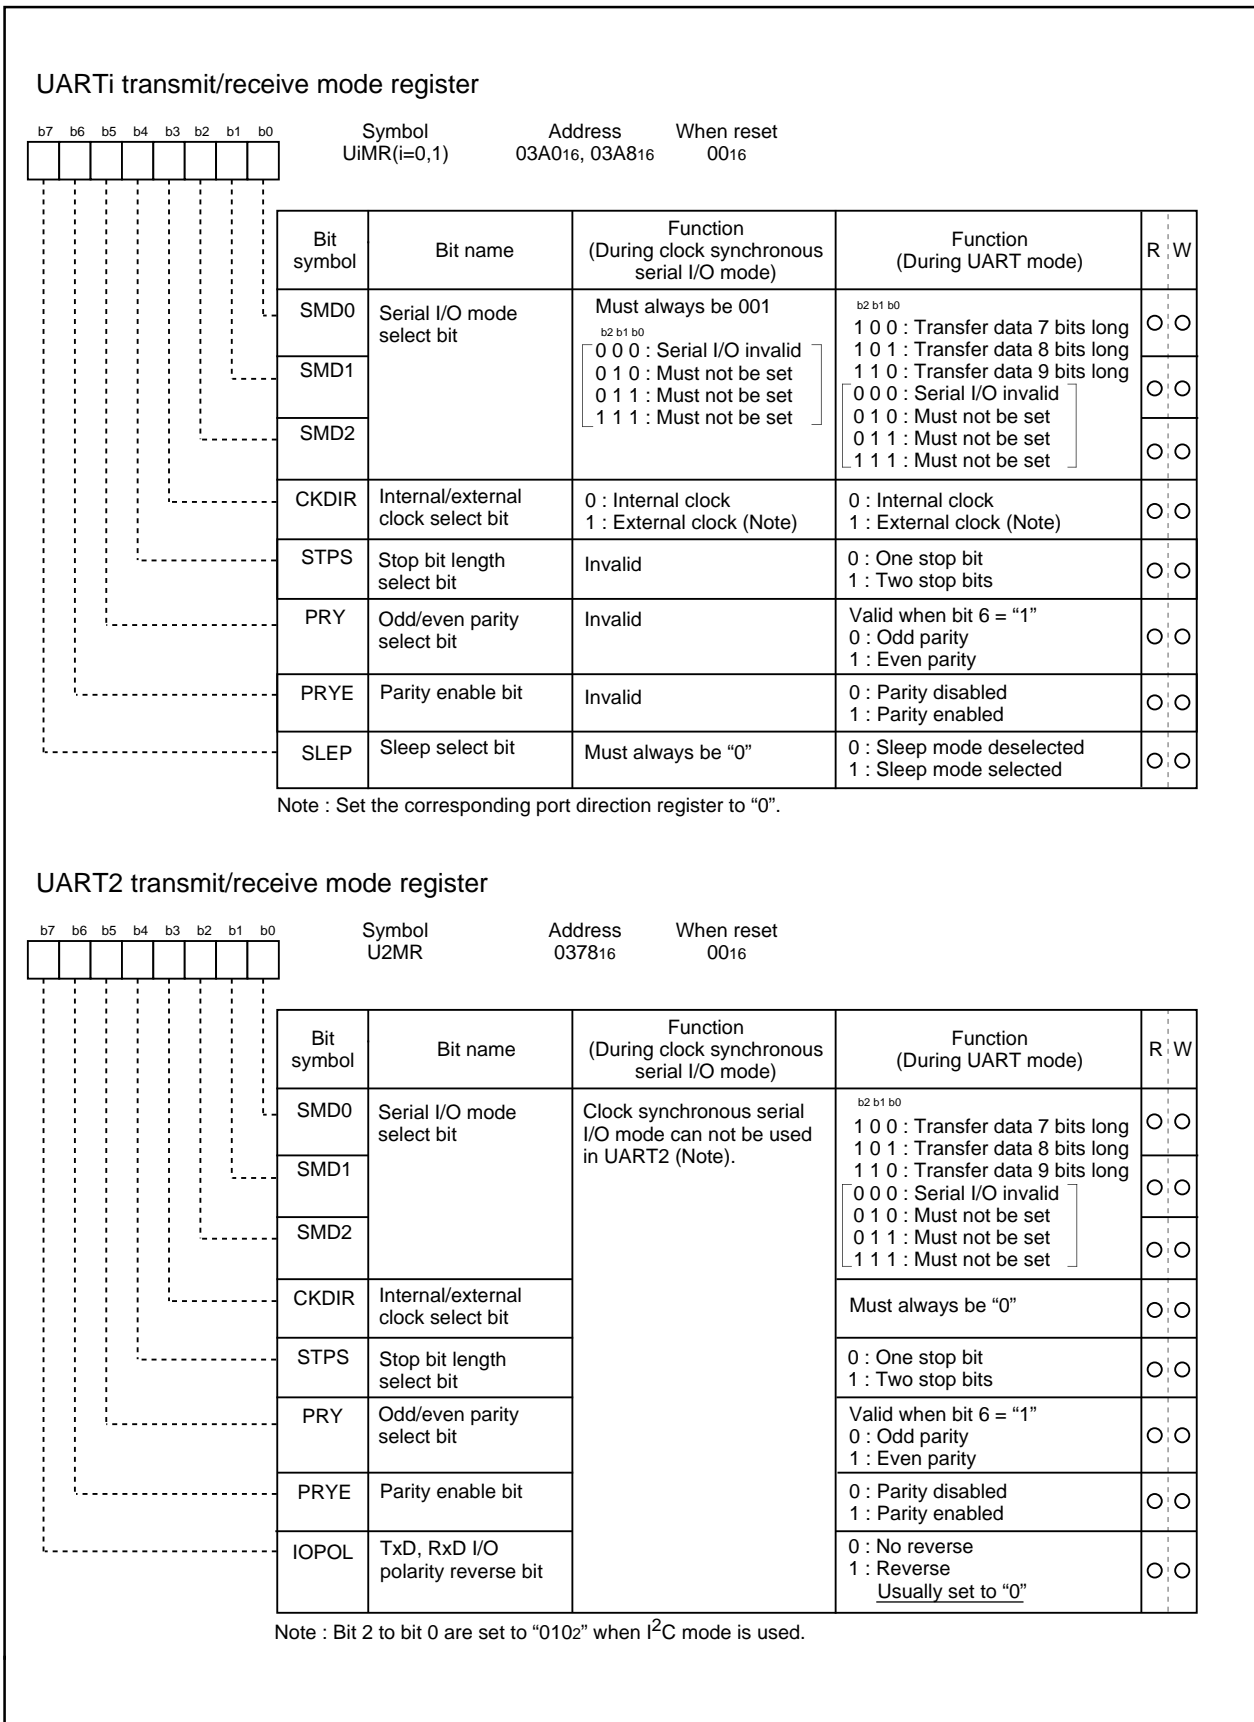 UARTi transmit/receive mode register
b7 b6 b5 b4 b3 b2 b1 b0
Symbol Address When reset
UiMR(i=0,1) 03A016, 03A816 0016
Bit symbol Bit name Function (During clock synchronous serial I/O mode) Function (During UART mode) R W
SMD0 Serial I/O mode select bit
SMD1
SMD2
Must always be 001
b2 b1 b0
0 0 0 : Serial I/O invalid
0 1 0 : Must not be set
0 1 1 : Must not be set
1 1 1 : Must not be set
b2 b1 b0
1 0 0 : Transfer data 7 bits long
1 0 1 : Transfer data 8 bits long
1 1 0 : Transfer data 9 bits long
0 0 0 : Serial I/O invalid
0 1 0 : Must not be set
0 1 1 : Must not be set
1 1 1 : Must not be set
CKDIR Internal/external clock select bit
0 : Internal clock
1 : External clock (Note)
0 : Internal clock
1 : External clock (Note)
STPS Stop bit length select bit
Invalid
0 : One stop bit
1 : Two stop bits
PRY Odd/even parity select bit
Invalid
Valid when bit 6 = “1”
0 : Odd parity
1 : Even parity
PRYE Parity enable bit
Invalid
0 : Parity disabled
1 : Parity enabled
SLEP Sleep select bit
Must always be “0”
0 : Sleep mode deselected
1 : Sleep mode selected
Note : Set the corresponding port direction register to “0”.
UART2 transmit/receive mode register
b7 b6 b5 b4 b3 b2 b1 b0
Symbol Address When reset
U2MR 037816 0016
Bit symbol Bit name Function (During clock synchronous serial I/O mode) Function (During UART mode) R W
SMD0 Serial I/O mode select bit
SMD1
SMD2
Clock synchronous serial
I/O mode can not be used
in UART2 (Note).
b2 b1 b0
1 0 0 : Transfer data 7 bits long
1 0 1 : Transfer data 8 bits long
1 1 0 : Transfer data 9 bits long
0 0 0 : Serial I/O invalid
0 1 0 : Must not be set
0 1 1 : Must not be set
1 1 1 : Must not be set
CKDIR Internal/external clock select bit
Must always be “0”
STPS Stop bit length select bit
0 : One stop bit
1 : Two stop bits
PRY Odd/even parity select bit
Valid when bit 6 = “1”
0 : Odd parity
1 : Even parity
PRYE Parity enable bit
0 : Parity disabled
1 : Parity enabled
IOPOL TxD, RxD I/O polarity reverse bit
0 : No reverse
1 : Reverse
Usually set to “0”
Note : Bit 2 to bit 0 are set to “0102” when I2C mode is used.